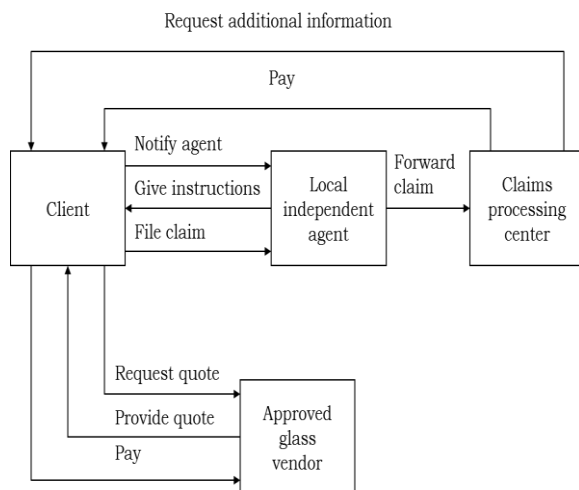 Request additional information
Pay
Notify agent
Give instructions
File claim
Forward
claim
Client
Local
independent
agent
Claims
processing
center
Request quote
Provide quote
Pay
Approved
glass
vendor